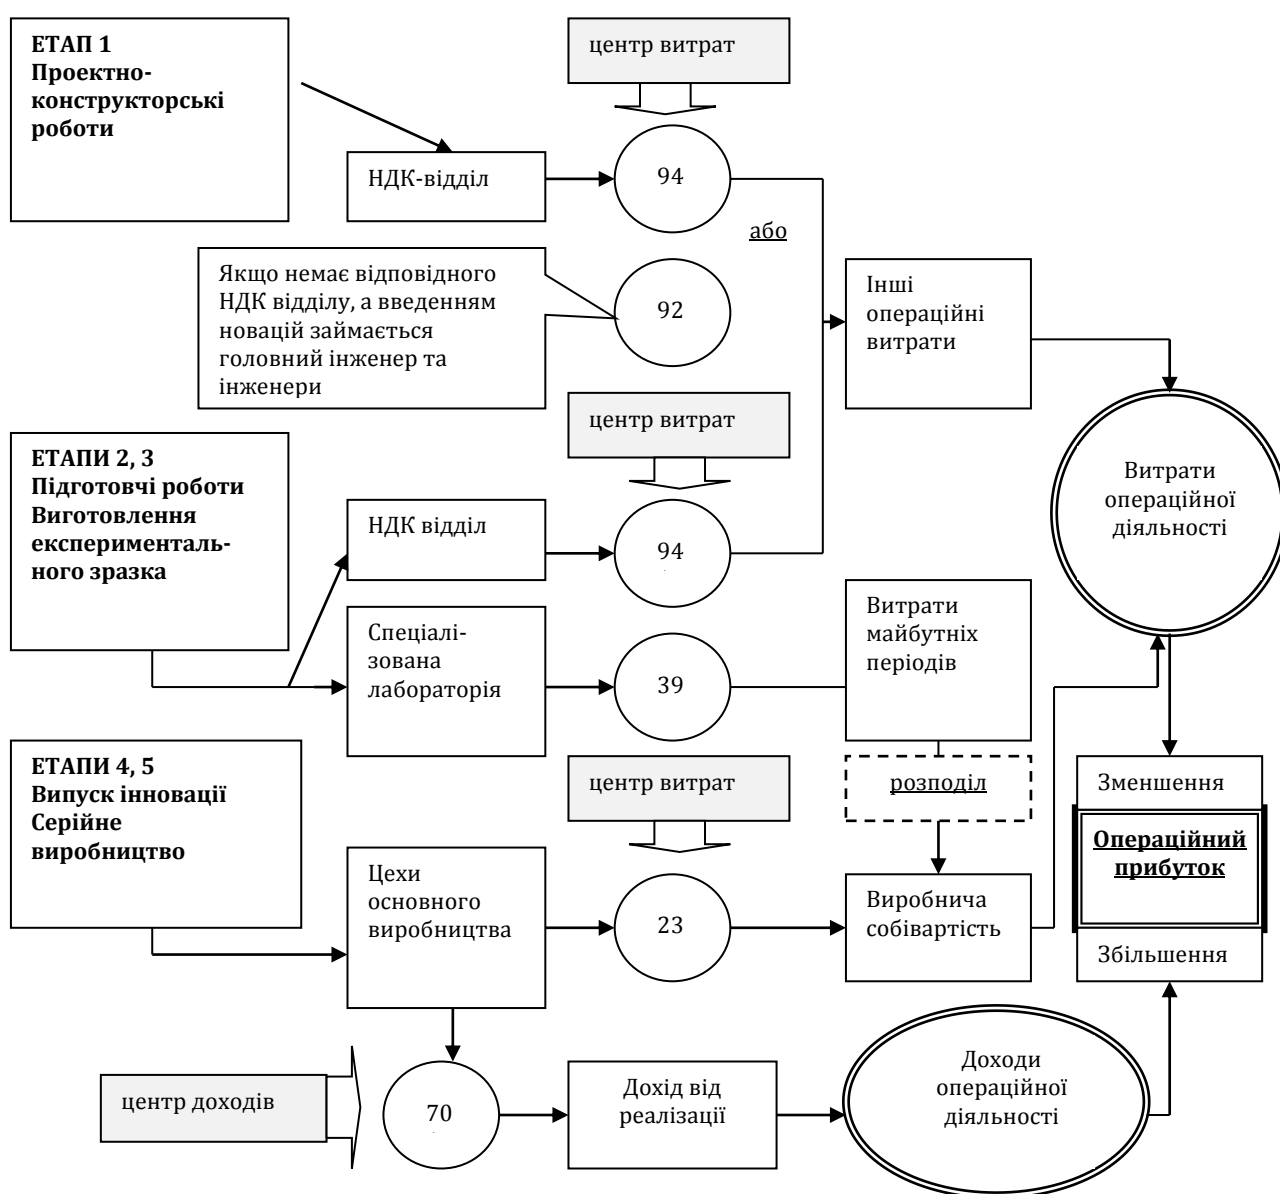 ЕТАП 1
Проектно-
конструкторські
роботи
центр витрат
НДК-відділ
94
або
Якщо немає відповідного
НДК відділу, а введенням
новацій займається
головний інженер та
інженери
92
Інші
операційні
витрати
центр витрат
ЕТАПИ 2, 3
Підготовчі роботи
Виготовлення
експерименталь-
ного зразка
НДК відділ
94
Витрати
операційної
діяльності
Спеціалі-
зована
лабораторія
39
Витрати
майбутніх
періодів
ЕТАПИ 4, 5
Випуск інновації
Серійне
виробництво
центр витрат
розподіл
Зменшення
Операційний
прибуток
Збільшення
Цехи
основного
виробництва
23
Виробнича
собівартість
центр доходів
70
Дохід від
реалізації
Доходи
операційної
діяльності